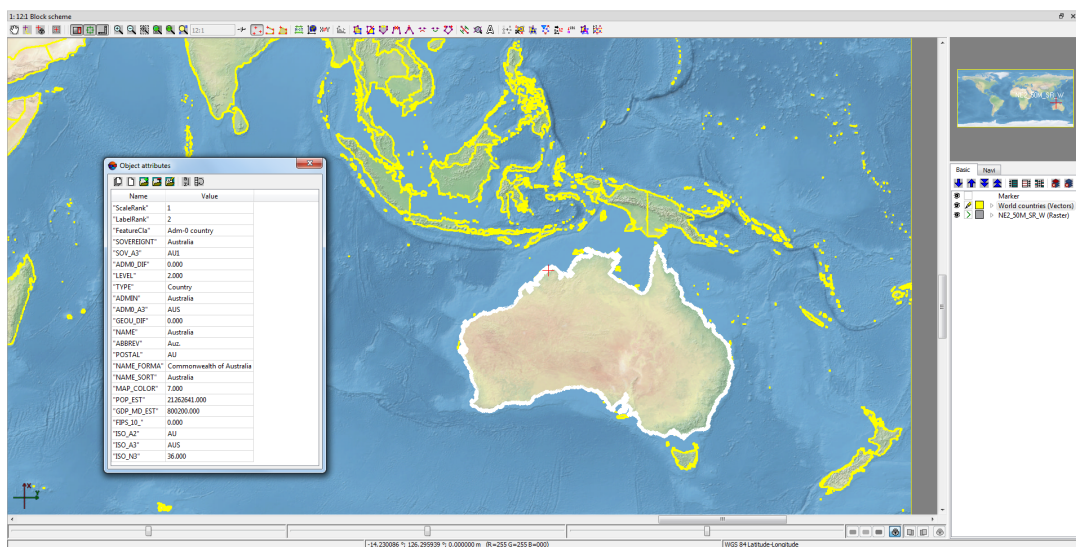 1: 12:1 Block scheme
12:1
Object attributes
Name Value
"ScaleRank" 1
"LabelRank" 2
"FeatureCla" Adm-0 country
"SOVEREIGNT" Australia
"SOV_A3" AU1
"ADM0_DIF" 0.000
"LEVEL" 2.000
"TYPE" Country
"ADMIN" Australia
"ADM0_A3" AUS
"GEOU_DIF" 0.000
"NAME" Australia
"ABBREV" Auz.
"POSTAL" AU
"NAME_FORMA" Commonwealth of Australia
"NAME_SORT" Australia
"MAP_COLOR" 7.000
"POP_EST" 21262641.000
"GDP_MD_EST" 800200.000
"FIPS_10_" 0.000
"ISO_A2" AU
"ISO_A3" AUS
"ISO_N3" 36.000
Basic Navi
Marker
World countries (Vectors)
NE2_50M_SR_W (Raster)
X
Y
-14.230086 °; 126.295939 °; 0.000000 m (R=255 G=255 B=000)
WGS 84 Latitude-Longitude